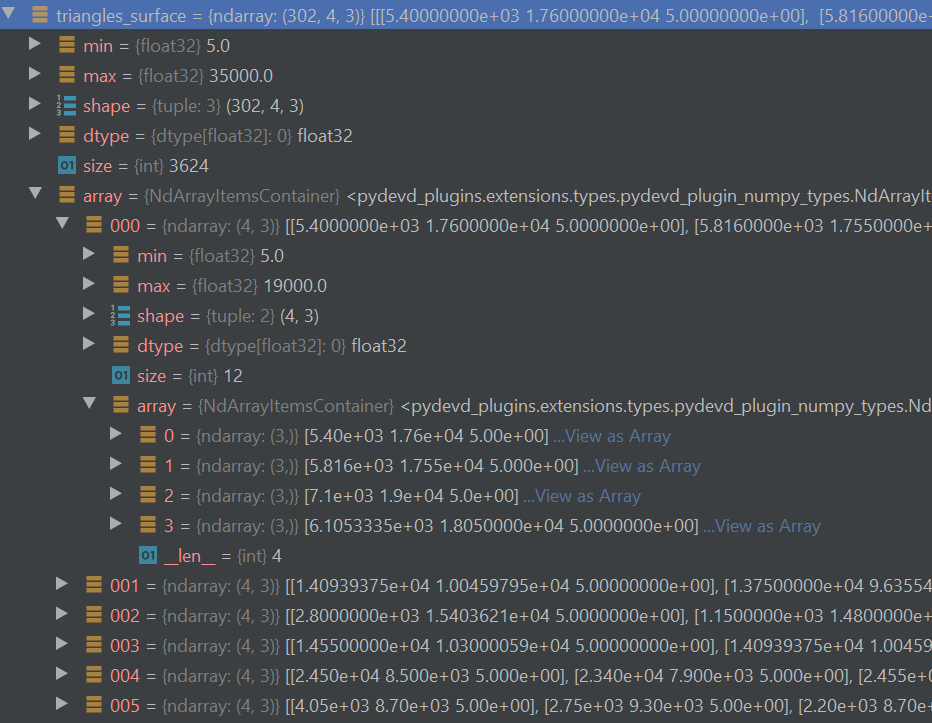 triangles_surface = {ndarray: (302, 4, 3)} [[[5.40000000e+03 1.76000000e+04 5.00000000e+00], [5.81600000e-
min = {float32} 5.0
max = {float32} 35000.0
shape = {tuple: 3} (302, 4, 3)
dtype = {dtype[float32]: 0} float32
01 size = {int} 3624
array = {NdArrayItemsContainer} <pydevd_plugins.extensions.types.pydevd_plugin_numpy_types.NdArrayIt
000 = {ndarray: (4, 3)} [[5.4000e+03 1.7600e+04 5.0000e+00], [5.8160e+03 1.7550e+
min = {float32} 5.0
max = {float32} 19000.0
shape = {tuple: 2} (4, 3)
dtype = {dtype[float32]: 0} float32
01 size = {int} 12
array = {NdArrayItemsContainer} <pydevd_plugins.extensions.types.pydevd_plugin_numpy_types.Nd
0 = {ndarray: (3,)} [5.40e+03 1.76e+04 5.00e+00] ...View as Array
1 = {ndarray: (3,)} [5.816e+03 1.755e+04 5.000e+00] ...View as Array
2 = {ndarray: (3,)} [7.1e+03 1.9e+04 5.0e+00] ...View as Array
3 = {ndarray: (3,)} [6.1053335e+03 1.8050000e+04 5.0000000e+00] ...View as Array
01 __len__ = {int} 4
001 = {ndarray: (4, 3)} [[1.40939375e+04 1.00459795e+04 5.00000000e+00], [1.37500000e+04 9.63554
002 = {ndarray: (4, 3)} [[2.8000000e+04 1.5403621e+04 5.0000000e+00], [1.1500000e+04 1.4800000e+
003 = {ndarray: (4, 3)} [[1.45500000e+04 1.03000059e+04 5.00000000e+00], [1.40939375e+04 1.00459
004 = {ndarray: (4, 3)} [[2.450e+04 8.500e+03 5.000e+00], [2.340e+04 7.900e+03 5.000e+00], [2.455e+
005 = {ndarray: (4, 3)} [[4.05e+03 8.70e+03 5.00e+00], [2.75e+03 9.30e+03 5.00e+00], [2.20e+03 8.70e+